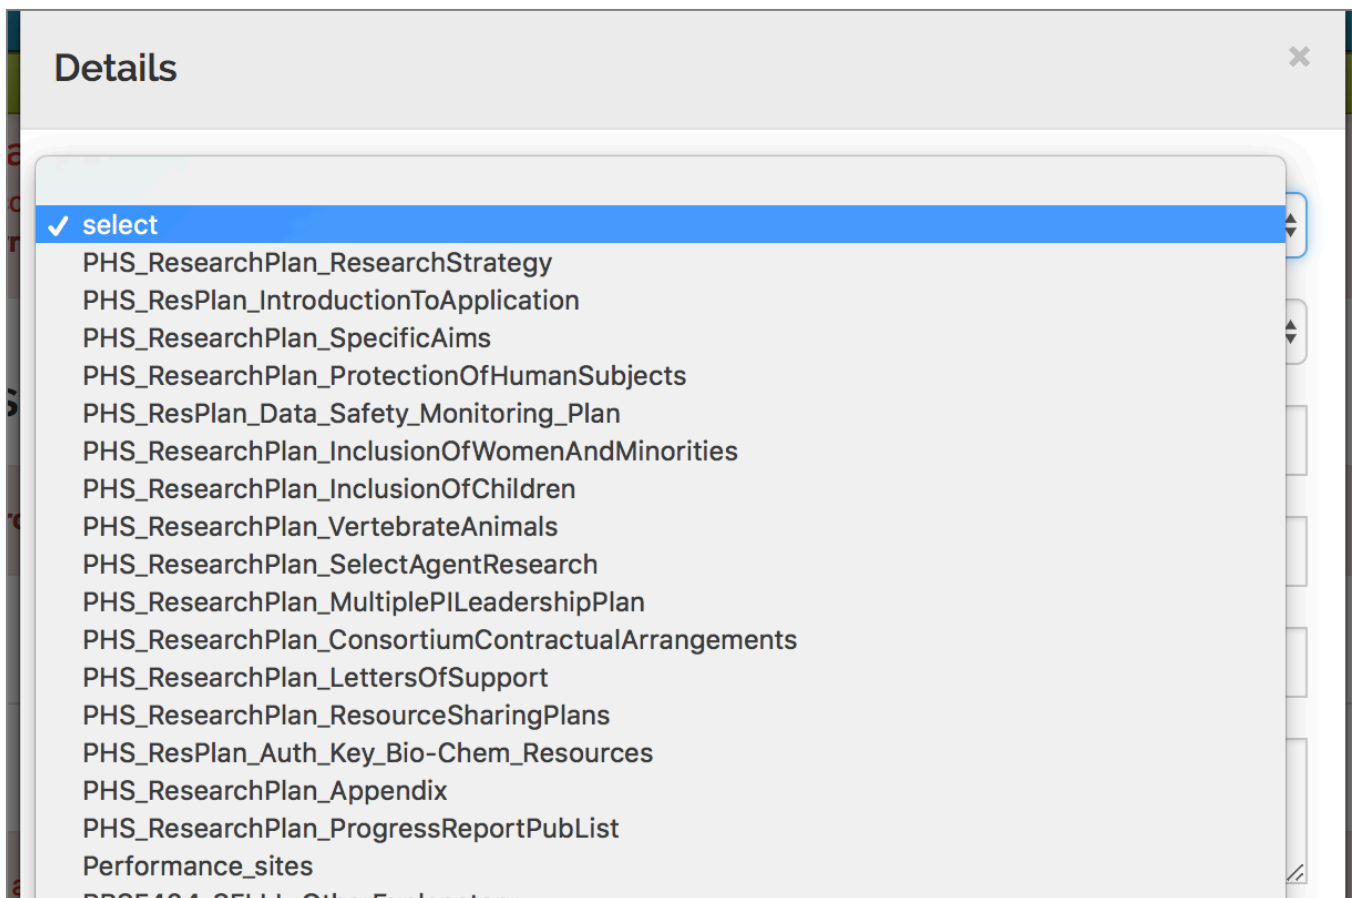 Details
×
select
PHS_ResearchPlan_ResearchStrategy
PHS_ResPlan_IntroductionToApplication
PHS_ResearchPlan_SpecificAims
PHS_ResearchPlan_ProtectionOfHumanSubjects
PHS_ResPlan_Data_Safety_Monitoring_Plan
PHS_ResearchPlan_InclusionOfWomenAndMinorities
PHS_ResearchPlan_InclusionOfChildren
PHS_ResearchPlan_VertebrateAnimals
PHS_ResearchPlan_SelectAgentResearch
PHS_ResearchPlan_MultiplePILeadershipPlan
PHS_ResearchPlan_ConsortiumContractualArrangements
PHS_ResearchPlan_LettersOfSupport
PHS_ResearchPlan_ResourceSharingPlans
PHS_ResPlan_Auth_Key_Bio-Chem_Resources
PHS_ResearchPlan_Appendix
PHS_ResearchPlan_ProgressReportPubList
Performance_sites